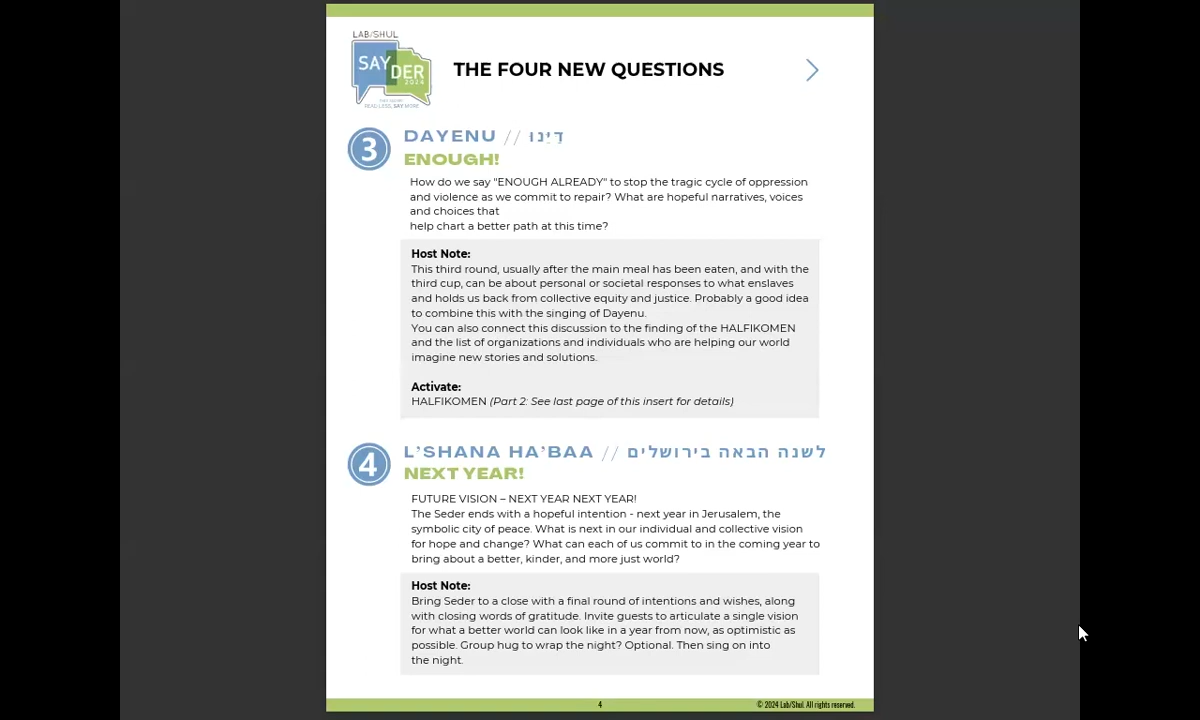 LAB/SHUL
SAYDER
2024
READ LESS, SAY MORE
THE FOUR NEW QUESTIONS
3
DAYENU // דַיֵנוּ
ENOUGH!
How do we say "ENOUGH ALREADY" to stop the tragic cycle of oppression
and violence as we commit to repair? What are hopeful narratives, voices
and choices that
help chart a better path at this time?
Host Note:
This third round, usually after the main meal has been eaten, and with the
third cup, can be about personal or societal responses to what enslaves
and holds us back from collective equity and justice. Probably a good idea
to combine this with the singing of Dayenu.
You can also connect this discussion to the finding of the HALFIKOMEN
and the list of organizations and individuals who are helping our world
imagine new stories and solutions.
Activate:
HALFIKOMEN (Part 2: See last page of this insert for details)
4
L'SHANA HA'BAA // לשנה הבאה בירושלים
NEXT YEAR!
FUTURE VISION – NEXT YEAR NEXT YEAR!
The Seder ends with a hopeful intention - next year in Jerusalem, the
symbolic city of peace. What is next in our individual and collective vision
for hope and change? What can each of us commit to in the coming year to
bring about a better, kinder, and more just world?
Host Note:
Bring Seder to a close with a final round of intentions and wishes, along
with closing words of gratitude. Invite guests to articulate a single vision
for what a better world can look like in a year from now, as optimistic as
possible. Group hug to wrap the night? Optional. Then sing on into
the night.
4
© 2024 Lab/Shul. All rights reserved.